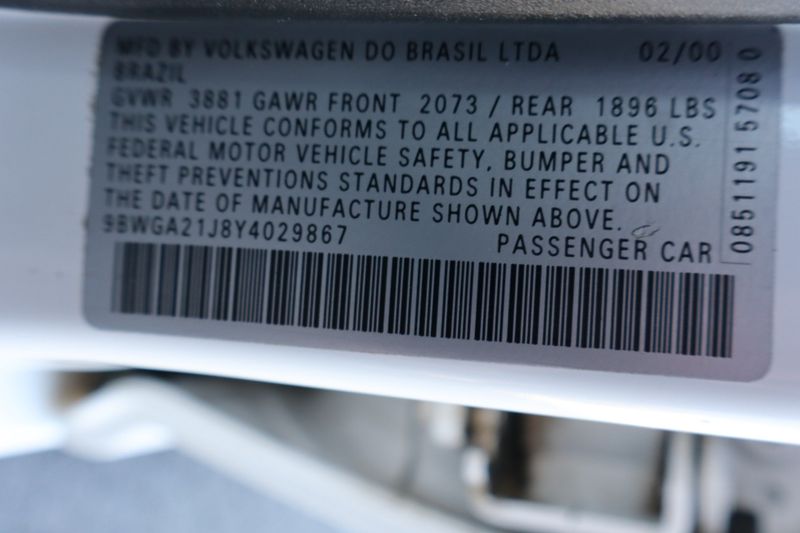 MFD BY VOLKSWAGEN DO BRASIL LTDA 02/00
BRAZIL
GVWR 3881 GAWR FRONT 2073 / REAR 1896 LBS
THIS VEHICLE CONFORMS TO ALL APPLICABLE U.S.
FEDERAL MOTOR VEHICLE SAFETY, BUMPER AND
THEFT PREVENTIONS STANDARDS IN EFFECT ON
THE DATE OF MANUFACTURE SHOWN ABOVE.
9BWGA21J8Y4029867 PASSENGER CAR
0851191 5708 0